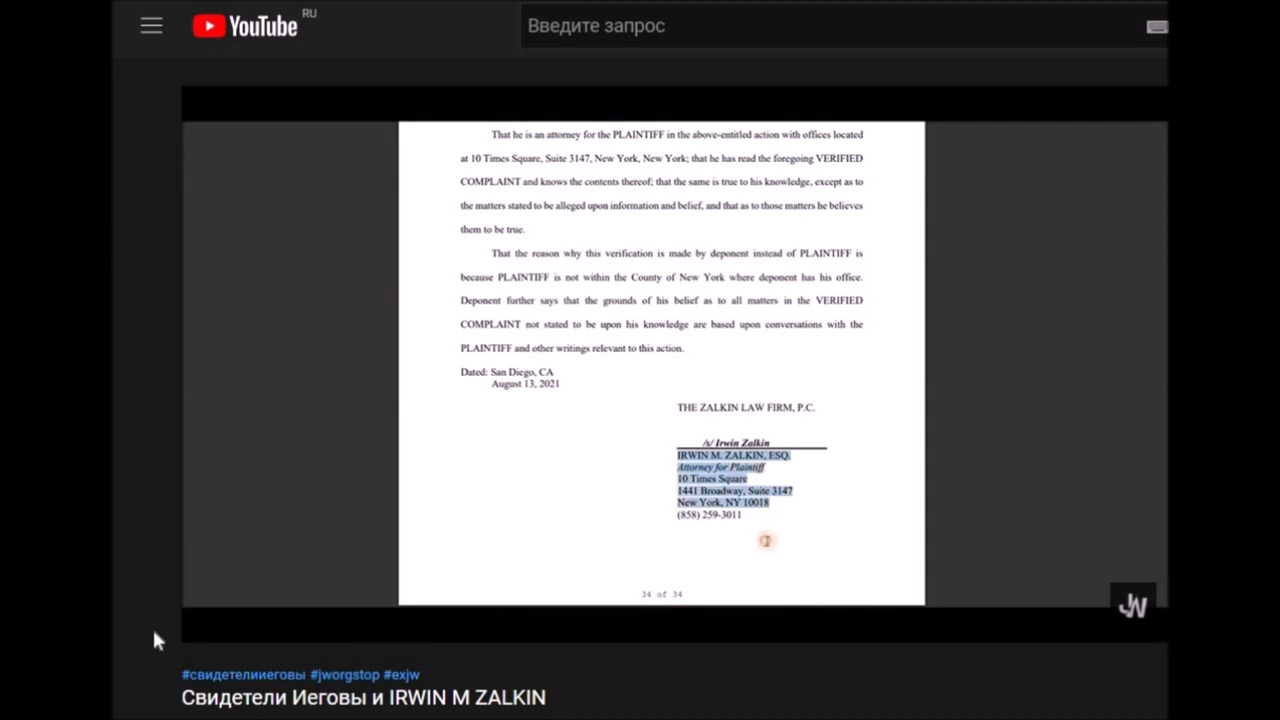 YouTube RU
Введите запрос
That he is an attorney for the PLAINTIFF in the above-entitled action with offices located
at 10 Times Square, Suite 3147, New York, New York; that he has read the foregoing VERIFIED
COMPLAINT and knows the contents thereof; that the same is true to his knowledge, except as to
the matters stated to be alleged upon information and belief, and that as to those matters he believes
them to be true.
That the reason why this verification is made by deponent instead of PLAINTIFF is
because PLAINTIFF is not within the County of New York where deponent has his office.
Deponent further says that the grounds of his belief as to all matters in the VERIFIED
COMPLAINT not stated to be upon his knowledge are based upon conversations with the
PLAINTIFF and other writings relevant to this action.
Dated: San Diego, CA
August 13, 2021
THE ZALKIN LAW FIRM, P.C.
/s/ Irwin Zalkin
IRWIN M. ZALKIN, ESQ.
Attorney for Plaintiff
10 Times Square
1441 Broadway, Suite 3147
New York, NY 10018
(858) 259-3011
34 of 34
JW
#свидетелииеговы #jworgstop #exjw
Свидетели Иеговы и IRWIN M ZALKIN